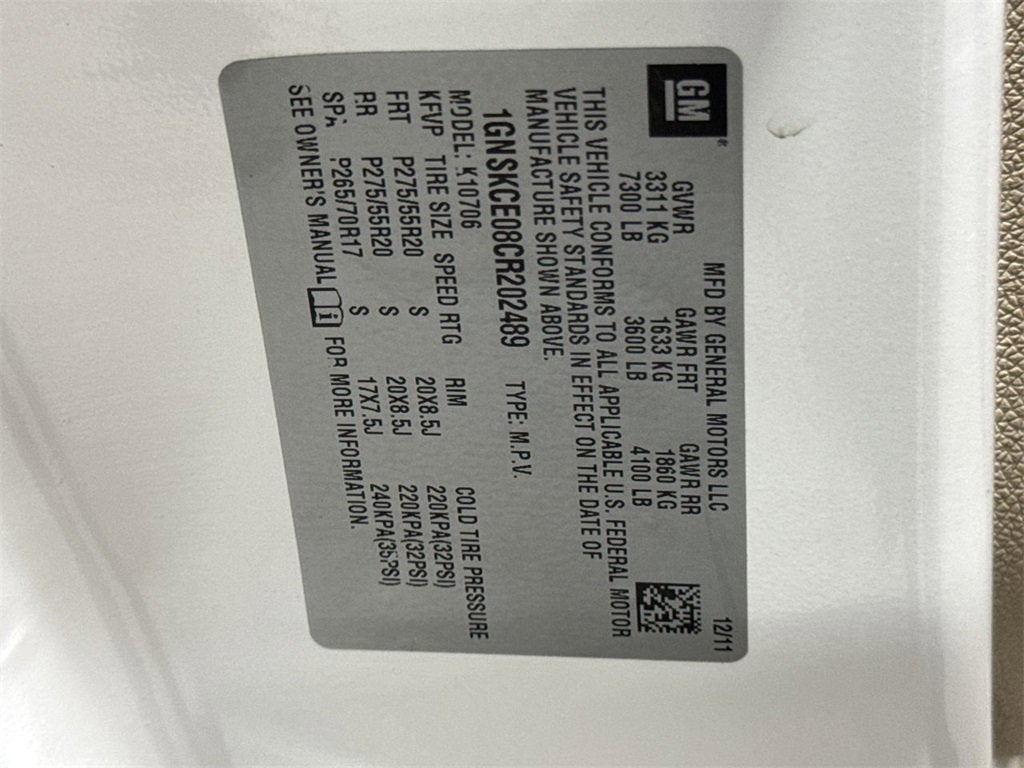 GM
MFD BY GENERAL MOTORS LLC 12/11
GVWR GAWR FRT GAWR RR
3311 KG 1633 KG 1860 KG
7300 LB 3600 LB 4100 LB
THIS VEHICLE CONFORMS TO ALL APPLICABLE U.S. FEDERAL MOTOR
VEHICLE SAFETY STANDARDS IN EFFECT ON THE DATE OF
MANUFACTURE SHOWN ABOVE.
1GNSKCE08CR202489 TYPE: M.P.V.
MODEL: K10706
KFVP TIRE SIZE SPEED RTG RIM COLD TIRE PRESSURE
FRT P275/55R20 S 20X8.5J 220KPA(32PSI)
RR P275/55R20 S 20X8.5J 220KPA(32PSI)
SPA P265/70R17 S 17X7.5J 240KPA(35PSI)
SEE OWNER'S MANUAL i FOR MORE INFORMATION.